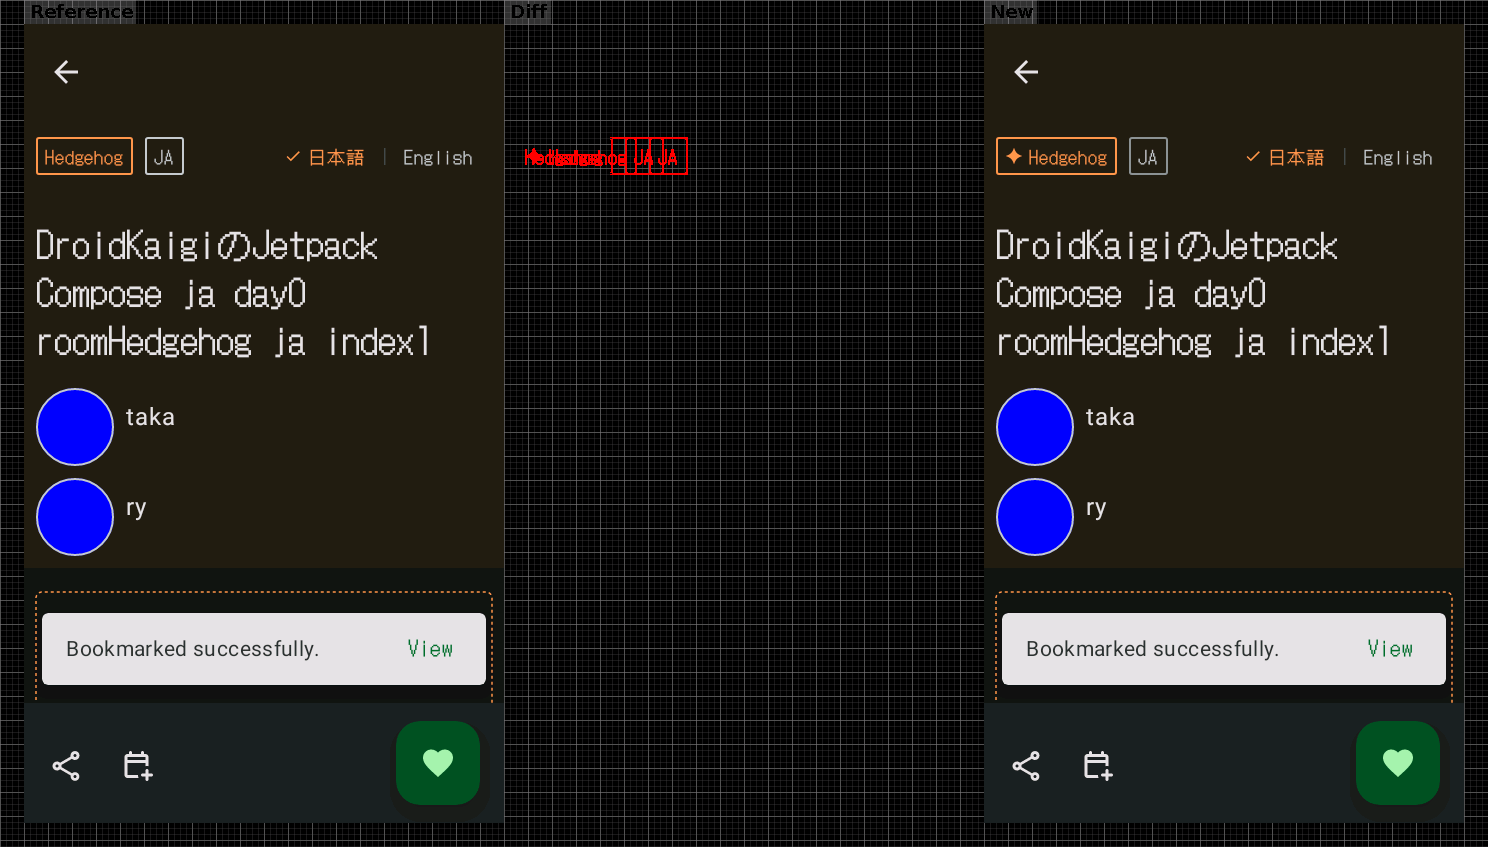 Reference
Diff
New
Hedgehog JA 日本語 English
DroidKaigiのJetpack
Compose ja day0
roomHedgehog ja index1
taka
ry
Bookmarked successfully. View
Hedgehog JA JA
Hedgehog JA 日本語 English
DroidKaigiのJetpack
Compose ja day0
roomHedgehog ja index1
taka
ry
Bookmarked successfully. View